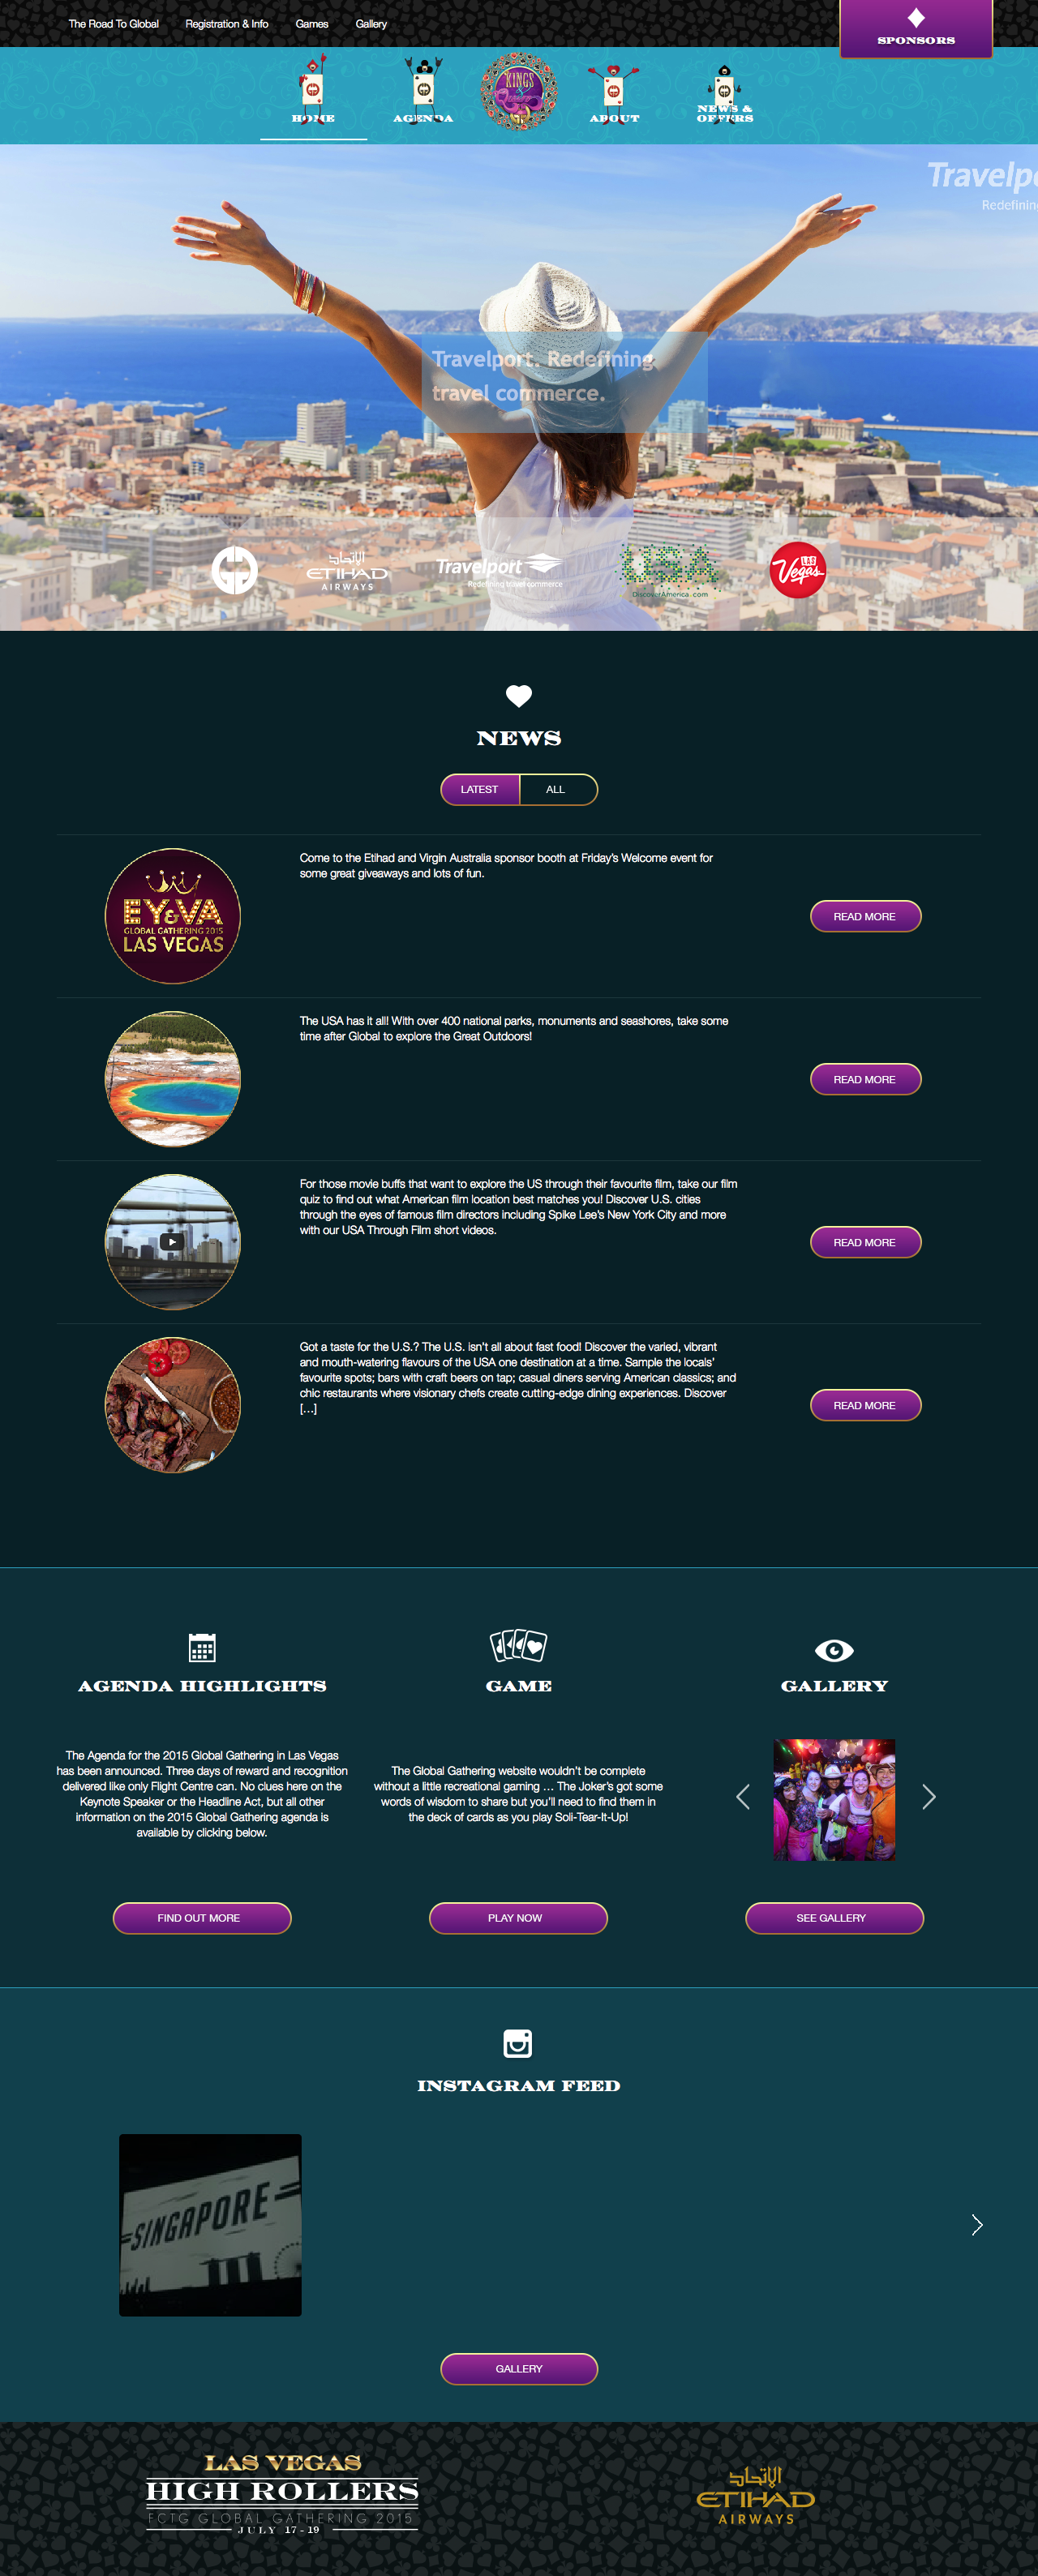 The Road To Global
Registration & Info
Games
Gallery
SPONSORS
HOME
AGENDA
KINGS
&
Queens
ABOUT
NEWS &
OFFERS
Travelpo
Redefining
Travelport. Redefining
travel commerce.
الإتحاد
ETIHAD
AIRWAYS
Travelport
Redefining travel commerce
USA
DiscoverAmerica.com
LAS
Vegas
NEWS
LATEST
ALL
EY&VA
GLOBAL GATHERING 2015
LAS VEGAS
Come to the Etihad and Virgin Australia sponsor booth at Friday's Welcome event for
some great giveaways and lots of fun.
READ MORE
The USA has it all! With over 400 national parks, monuments and seashores, take some
time after Global to explore the Great Outdoors!
READ MORE
For those movie buffs that want to explore the US through their favourite film, take our film
quiz to find out what American film location best matches you! Discover U.S. cities
through the eyes of famous film directors including Spike Lee's New York City and more
with our USA Through Film short videos.
READ MORE
Got a taste for the U.S.? The U.S. isn't all about fast food! Discover the varied, vibrant
and mouth-watering flavours of the USA one destination at a time. Sample the locals'
favourite spots; bars with craft beers on tap; casual diners serving American classics; and
chic restaurants where visionary chefs create cutting-edge dining experiences. Discover
[…]
READ MORE
AGENDA HIGHLIGHTS
The Agenda for the 2015 Global Gathering in Las Vegas
has been announced. Three days of reward and recognition
delivered like only Flight Centre can. No clues here on the
Keynote Speaker or the Headline Act, but all other
information on the 2015 Global Gathering agenda is
available by clicking below.
FIND OUT MORE
GAME
The Global Gathering website wouldn't be complete
without a little recreational gaming … The Joker's got some
words of wisdom to share but you'll need to find them in
the deck of cards as you play Soli-Tear-It-Up!
PLAY NOW
GALLERY
SEE GALLERY
INSTAGRAM FEED
SINGAPORE
GALLERY
LAS VEGAS
HIGH ROLLERS
FCTG GLOBAL GATHERING 2015
JULY 17-19
الإتحاد
ETIHAD
AIRWAYS